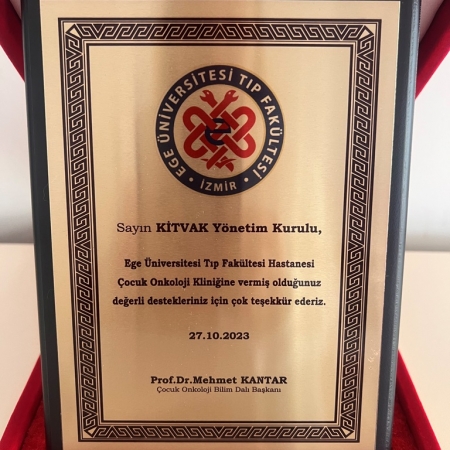 EGE ÜNİVERSİTESİ TIP FAKÜLTESİ
e
İZMİR
Sayın KİTVAK Yönetim Kurulu,
Ege Üniversitesi Tıp Fakültesi Hastanesi
Çocuk Onkoloji Kliniğine vermiş olduğunuz
değerli destekleriniz için çok teşekkür ederiz.
27.10.2023
Prof.Dr.Mehmet KANTAR
Çocuk Onkoloji Bilim Dalı Başkanı